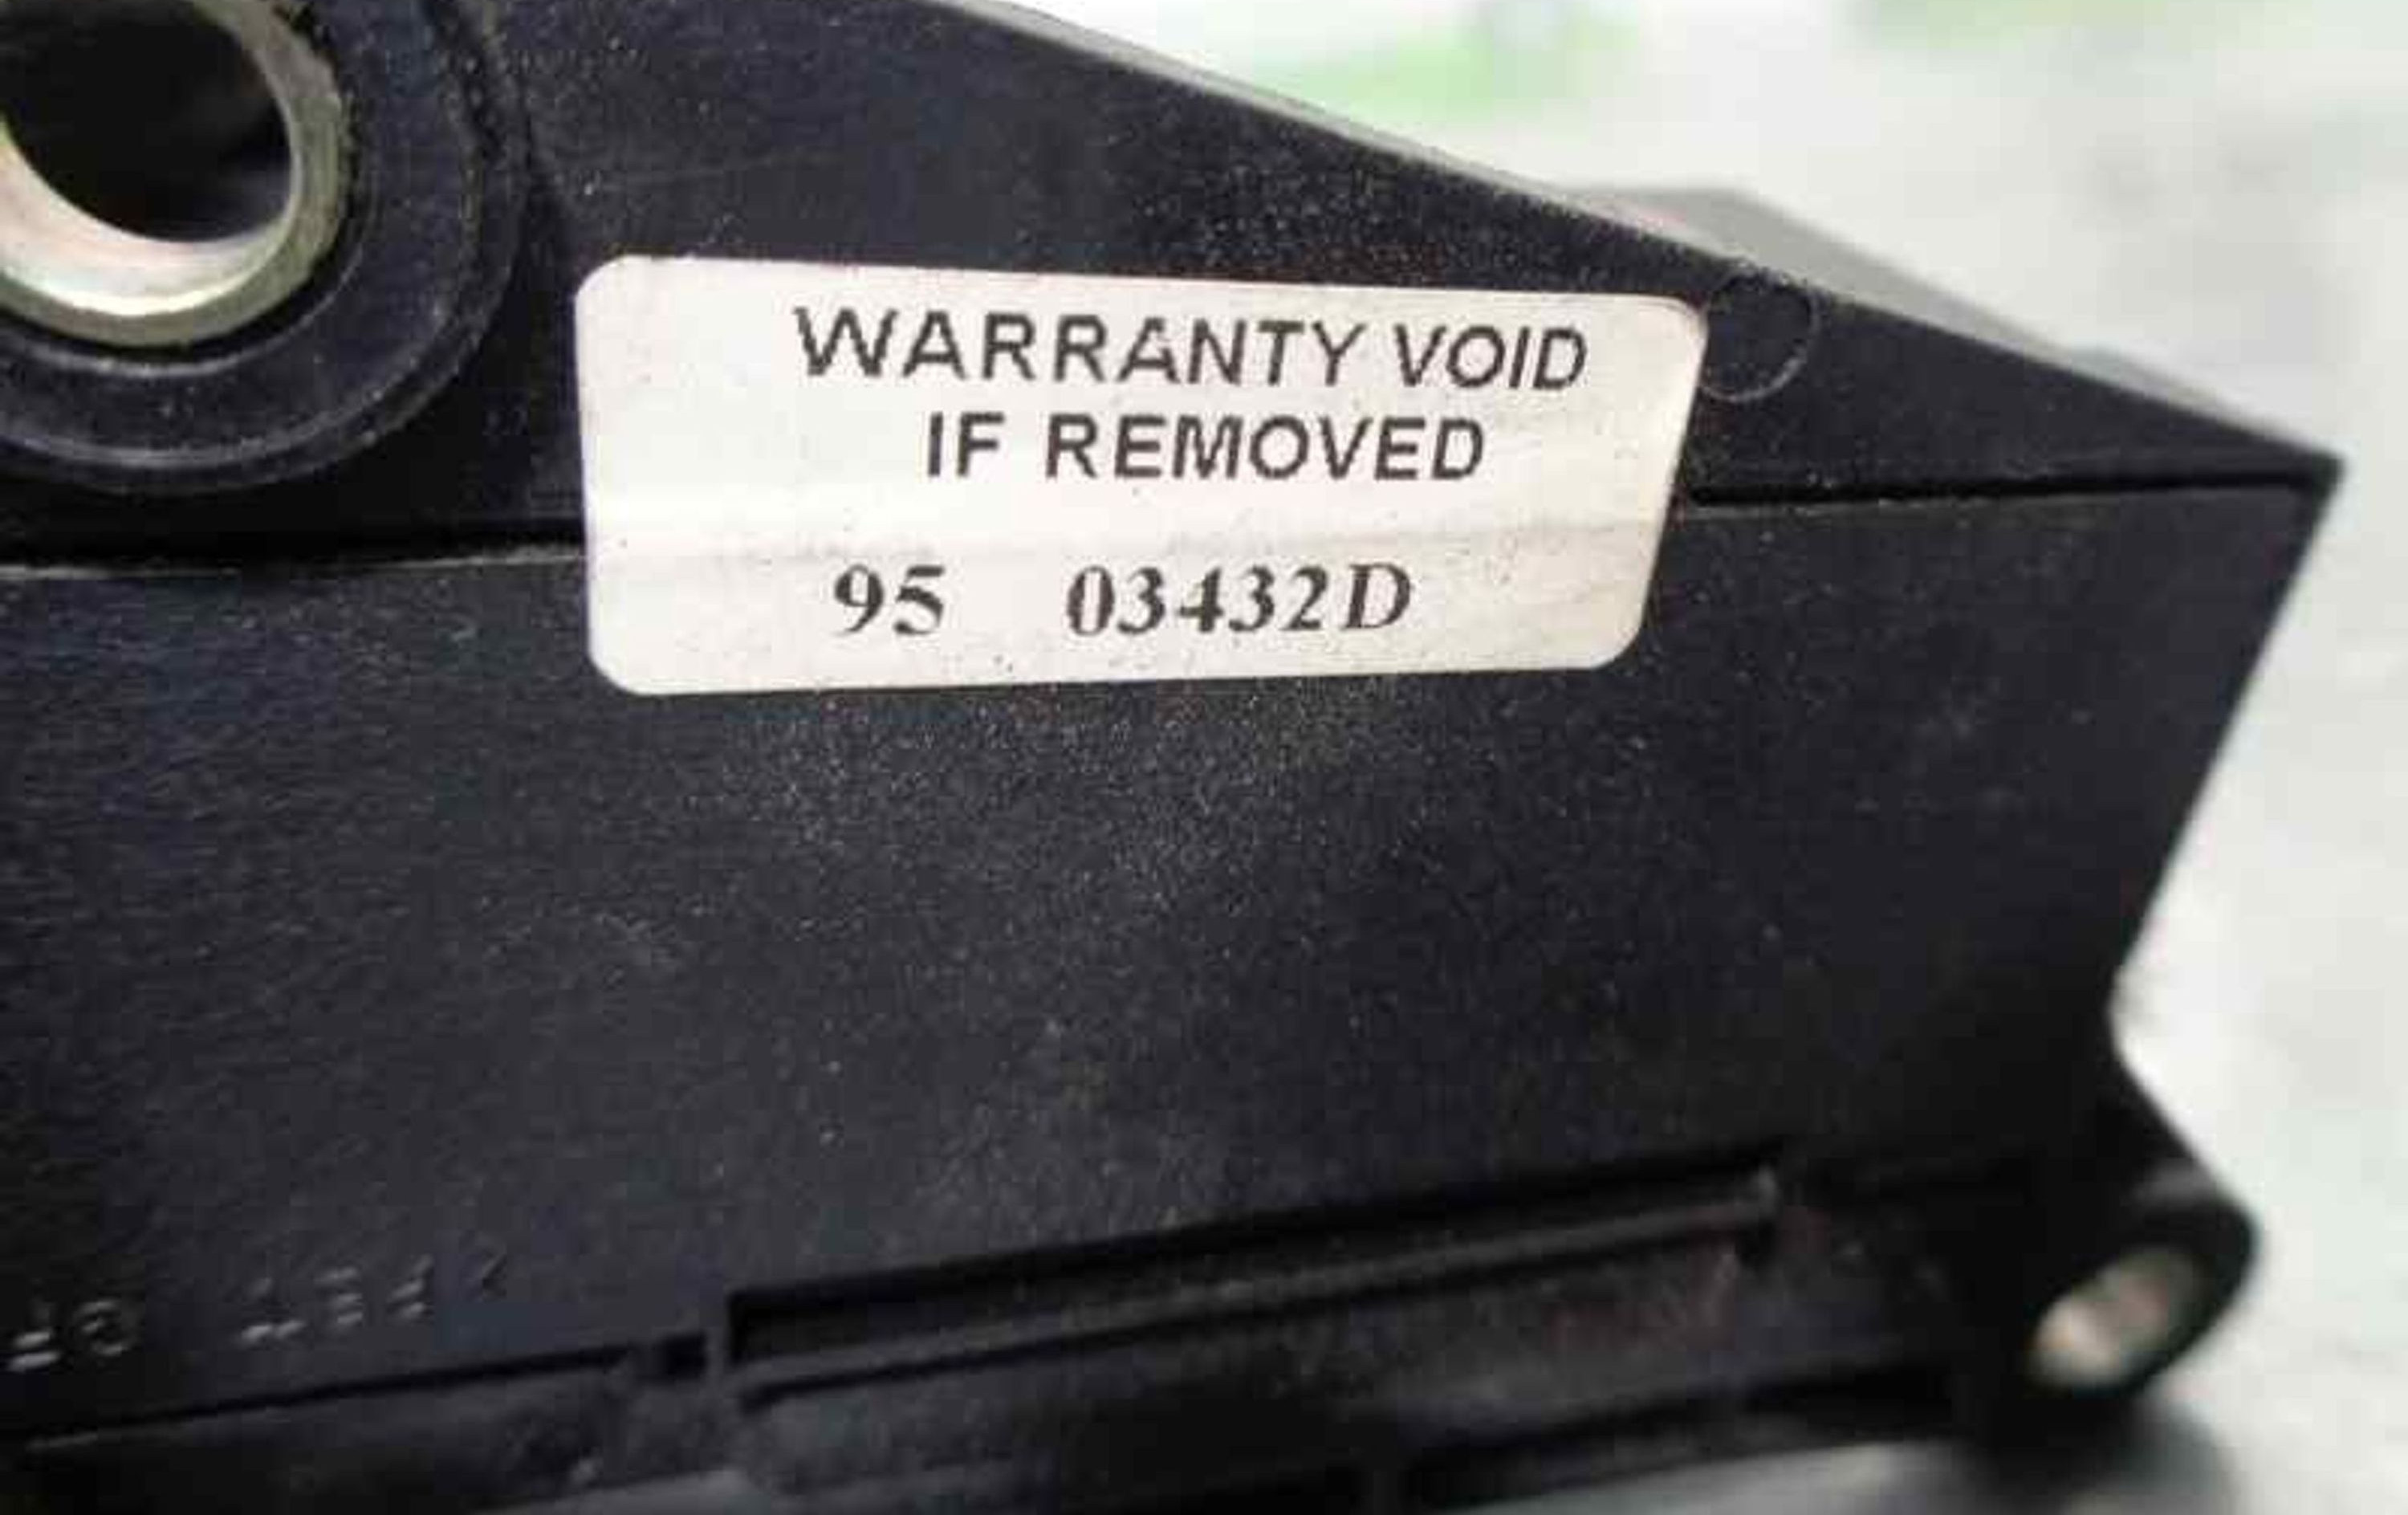 WARRANTY VOID
IF REMOVED
95 03432D